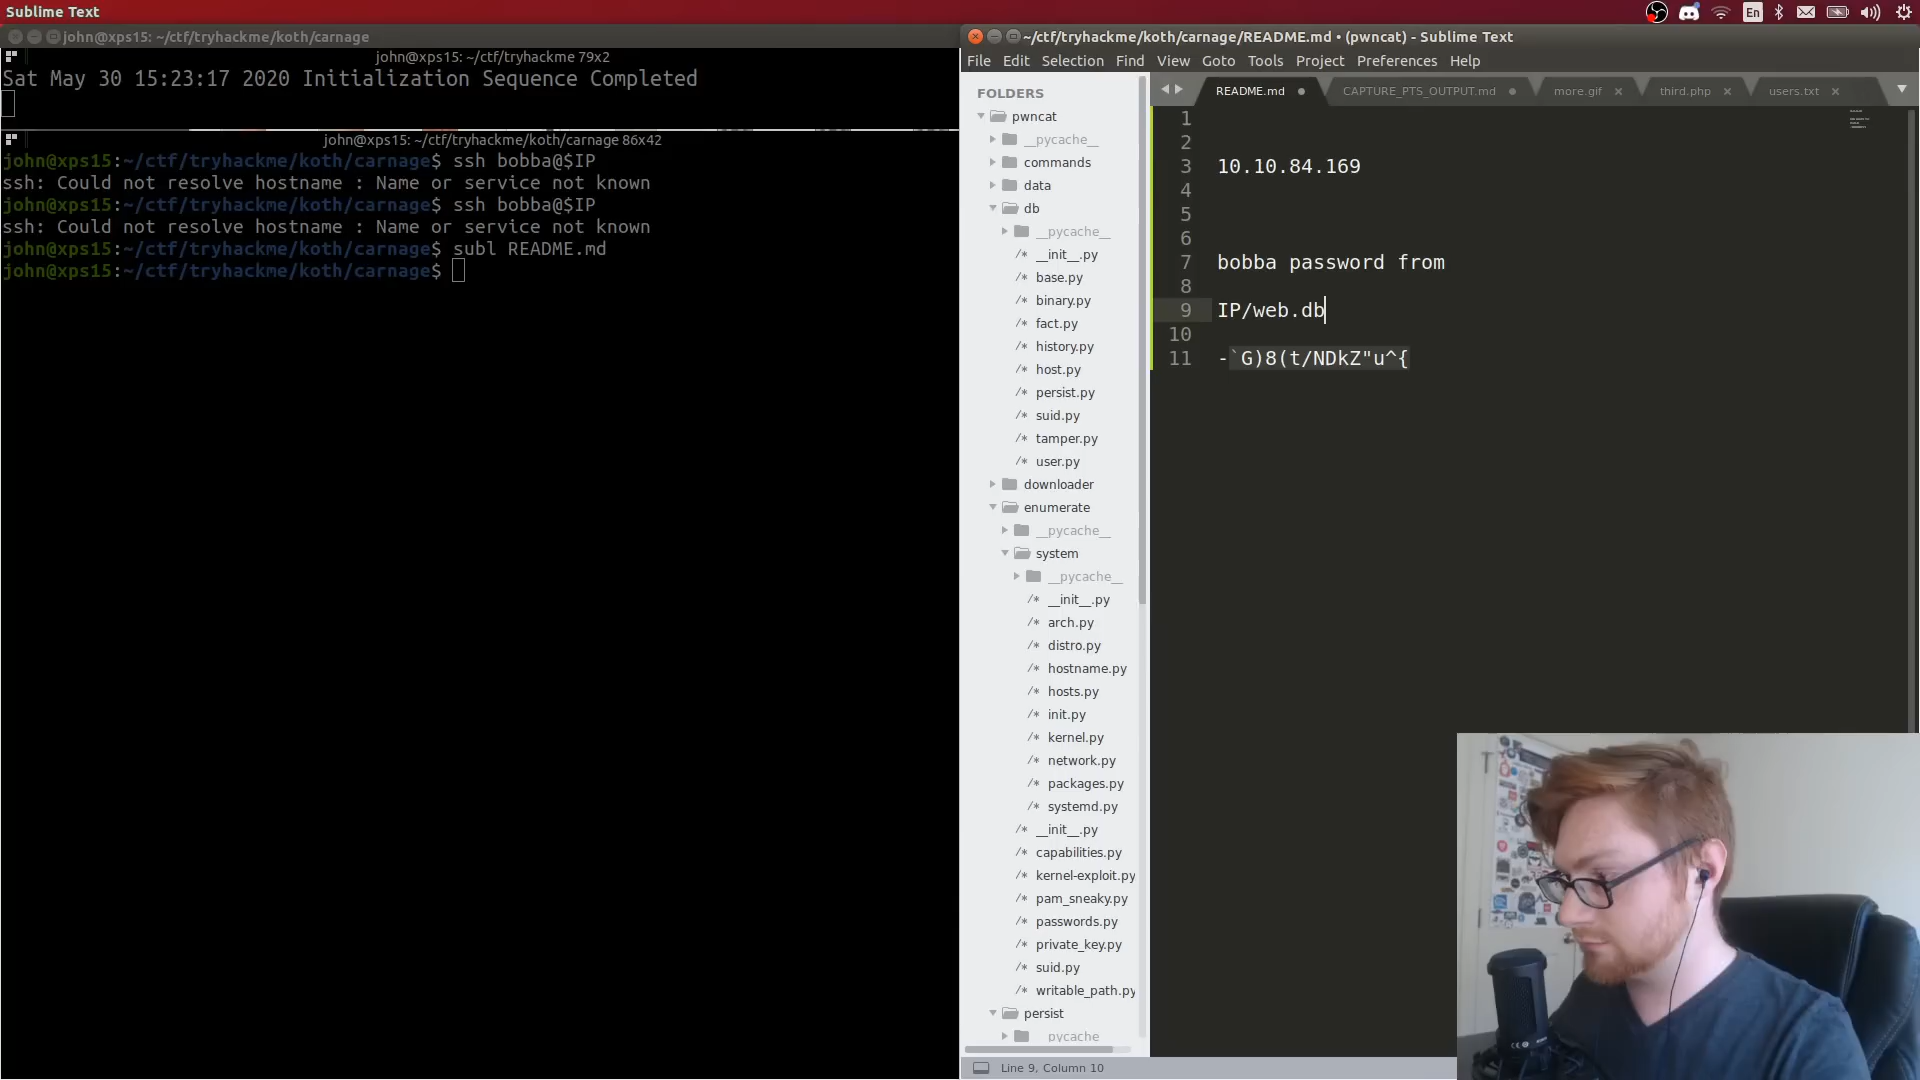 Sublime Text
En
john@xps15: ~/ctf/tryhackme/koth/carnage
john@xps15: ~/ctf/tryhackme 79x2
Sat May 30 15:23:17 2020 Initialization Sequence Completed
john@xps15: ~/ctf/tryhackme/koth/carnage 86x42
john@xps15:~/ctf/tryhackme/koth/carnage$ ssh bobba@$IP
ssh: Could not resolve hostname : Name or service not known
john@xps15:~/ctf/tryhackme/koth/carnage$ ssh bobba@$IP
ssh: Could not resolve hostname : Name or service not known
john@xps15:~/ctf/tryhackme/koth/carnage$ subl README.md
john@xps15:~/ctf/tryhackme/koth/carnage$
~/ctf/tryhackme/koth/carnage/README.md • (pwncat) - Sublime Text
File Edit Selection Find View Goto Tools Project Preferences Help
FOLDERS
pwncat
__pycache__
commands
data
db
__pycache__
/* __init__.py
/* base.py
/* binary.py
/* fact.py
/* history.py
/* host.py
/* persist.py
/* suid.py
/* tamper.py
/* user.py
downloader
enumerate
__pycache__
system
__pycache__
/* __init__.py
/* arch.py
/* distro.py
/* hostname.py
/* hosts.py
/* init.py
/* kernel.py
/* network.py
/* packages.py
/* systemd.py
/* __init__.py
/* capabilities.py
/* kernel-exploit.py
/* pam_sneaky.py
/* passwords.py
/* private_key.py
/* suid.py
/* writable_path.py
persist
__pycache__
README.md CAPTURE_PTS_OUTPUT.md more.gif third.php users.txt
1
2
3 10.10.84.169
4
5
6
7 bobba password from
8
9 IP/web.db
10
11 -`G)8(t/NDkZ"u^{
Line 9, Column 10